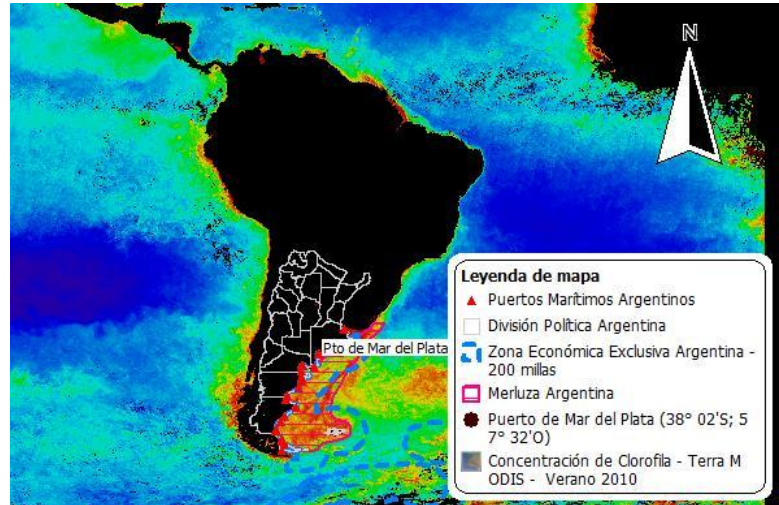 N
Leyenda de mapa
Puertos Marítimos Argentinos
División Política Argentina
Pto de Mar del Plata
Zona Económica Exclusiva Argentina -
200 millas
Merluza Argentina
Puerto de Mar del Plata (38° 02'S; 5
7° 32'O)
Concentración de Clorofila - Terra M
ODIS - Verano 2010